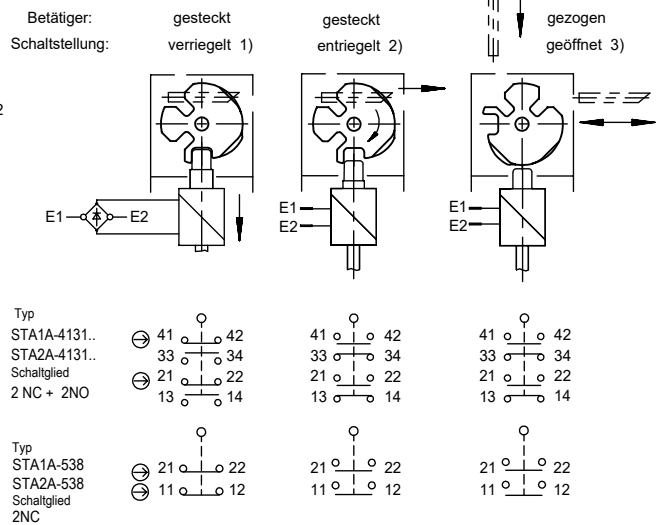 Betätiger: gesteckt gesteckt gezogen
Schaltstellung: verriegelt 1) entriegelt 2) geöffnet 3)
2
E1 E2 E1 E1
E2 E2
Typ
STA1A-4131.. 41 42 41 42 41 42
STA2A-4131.. 33 34 33 34 33 34
Schaltglied 21 22 21 22 21 22
2 NC + 2NO 13 14 13 14 13 14
Typ
STA1A-538 21 22 21 22 21 22
STA2A-538 11 12 11 12 11 12
Schaltglied
2NC